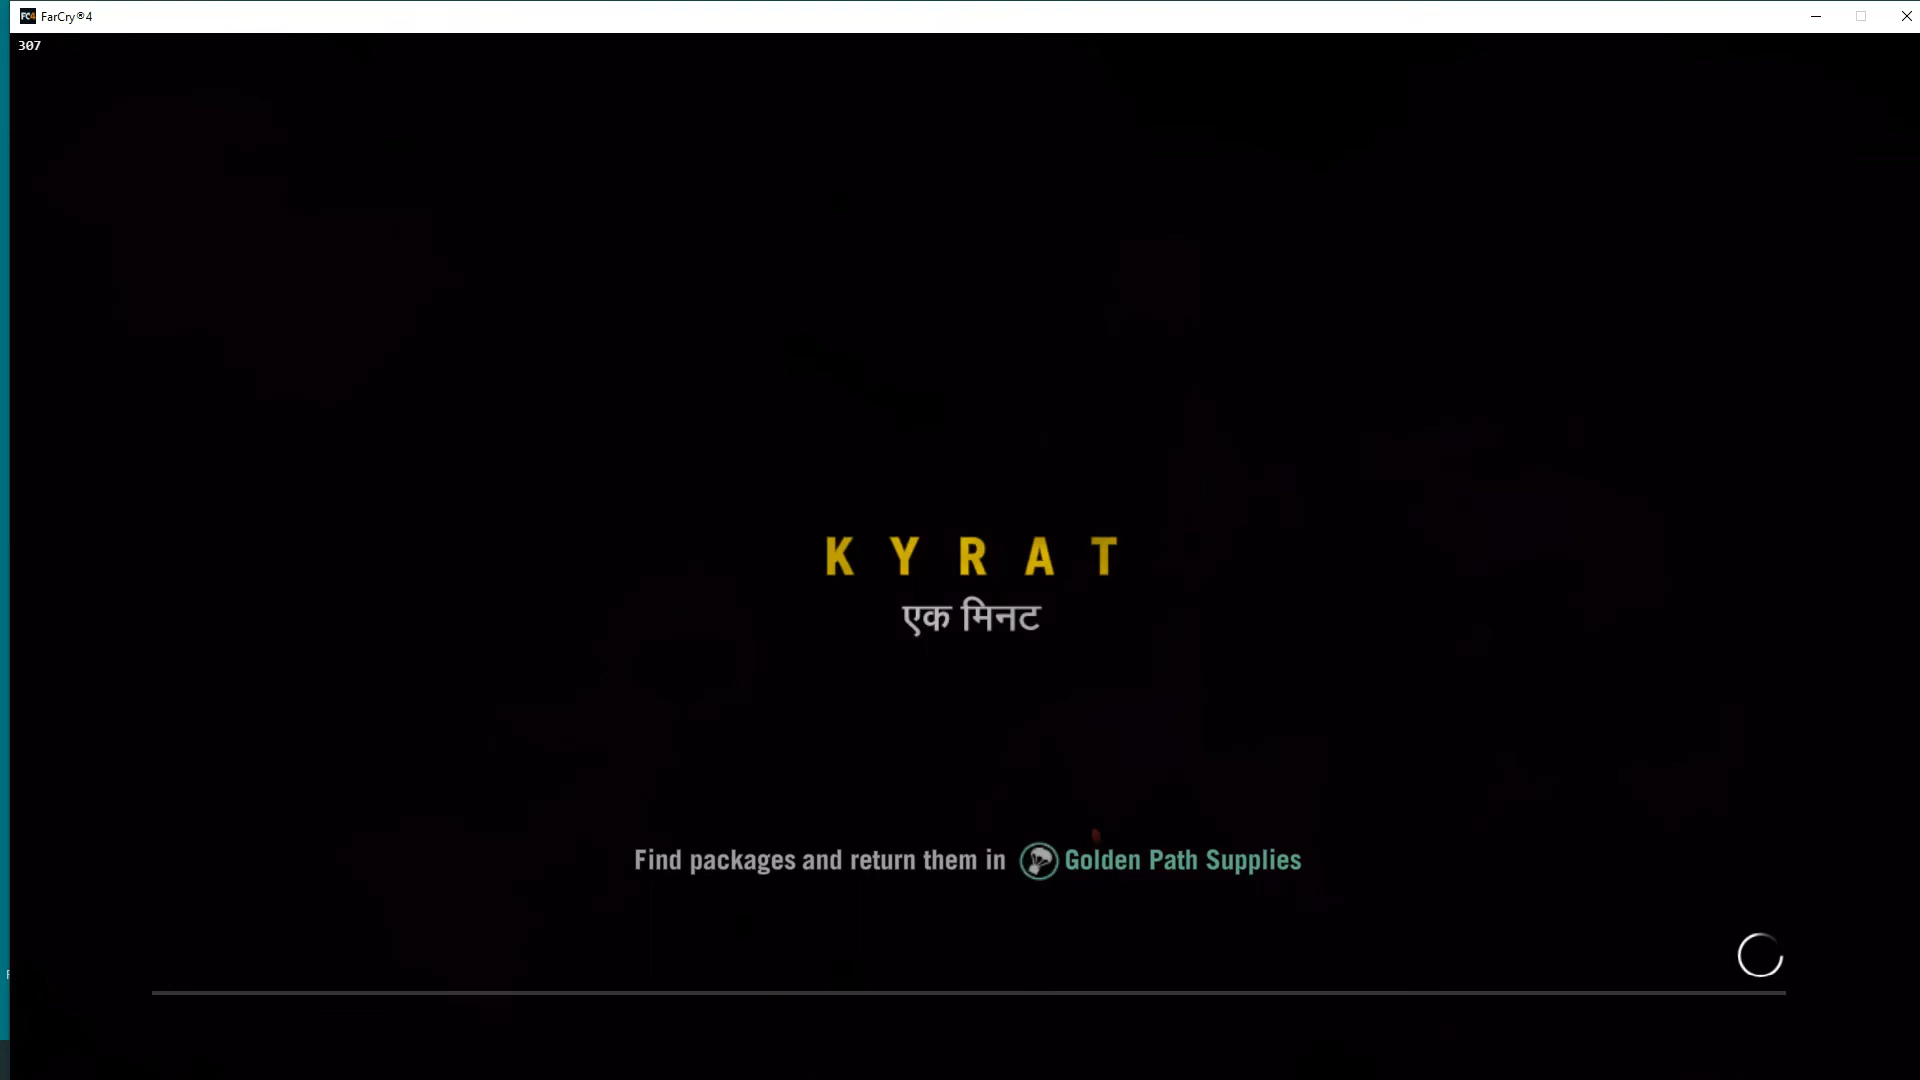 FarCry®4
307
K Y R A T
एक मिनट
Find packages and return them in Golden Path Supplies